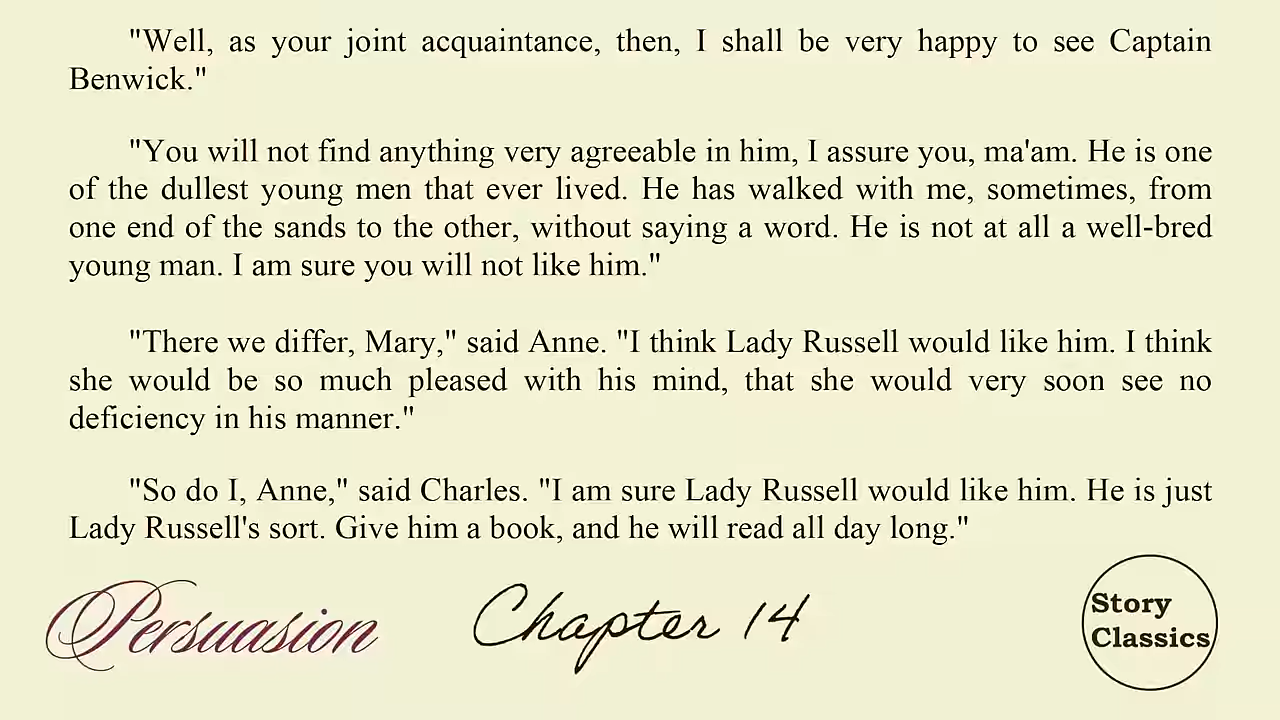 "Well, as your joint acquaintance, then, I shall be very happy to see Captain
Benwick."
"You will not find anything very agreeable in him, I assure you, ma'am. He is one
of the dullest young men that ever lived. He has walked with me, sometimes, from
one end of the sands to the other, without saying a word. He is not at all a well-bred
young man. I am sure you will not like him."
"There we differ, Mary," said Anne. "I think Lady Russell would like him. I think
she would be so much pleased with his mind, that she would very soon see no
deficiency in his manner."
"So do I, Anne," said Charles. "I am sure Lady Russell would like him. He is just
Lady Russell's sort. Give him a book, and he will read all day long."
Persuasion
Chapter 14
Story
Classics